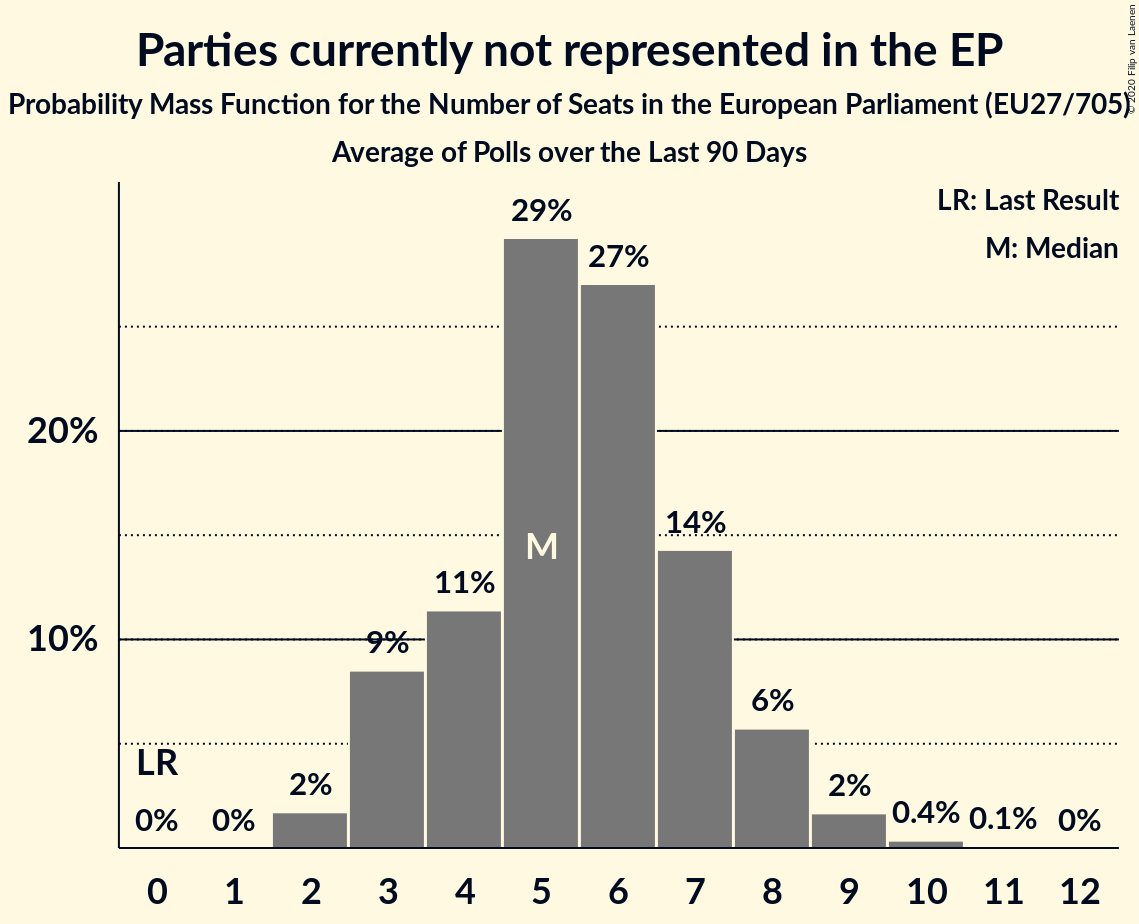 Parties currently not represented in the EP
Probability Mass Function for the Number of Seats in the European Parliament (EU27/705)
Average of Polls over the Last 90 Days
© 2020 Filip van Laenen
LR: Last Result
M: Median
29%
27%
20%
14%
M
11%
10%
9%
6%
LR
2%
2%
0%
0%
0.4%
0.1%
0%
0 1 2 3 4 5 6 7 8 9 10 11 12